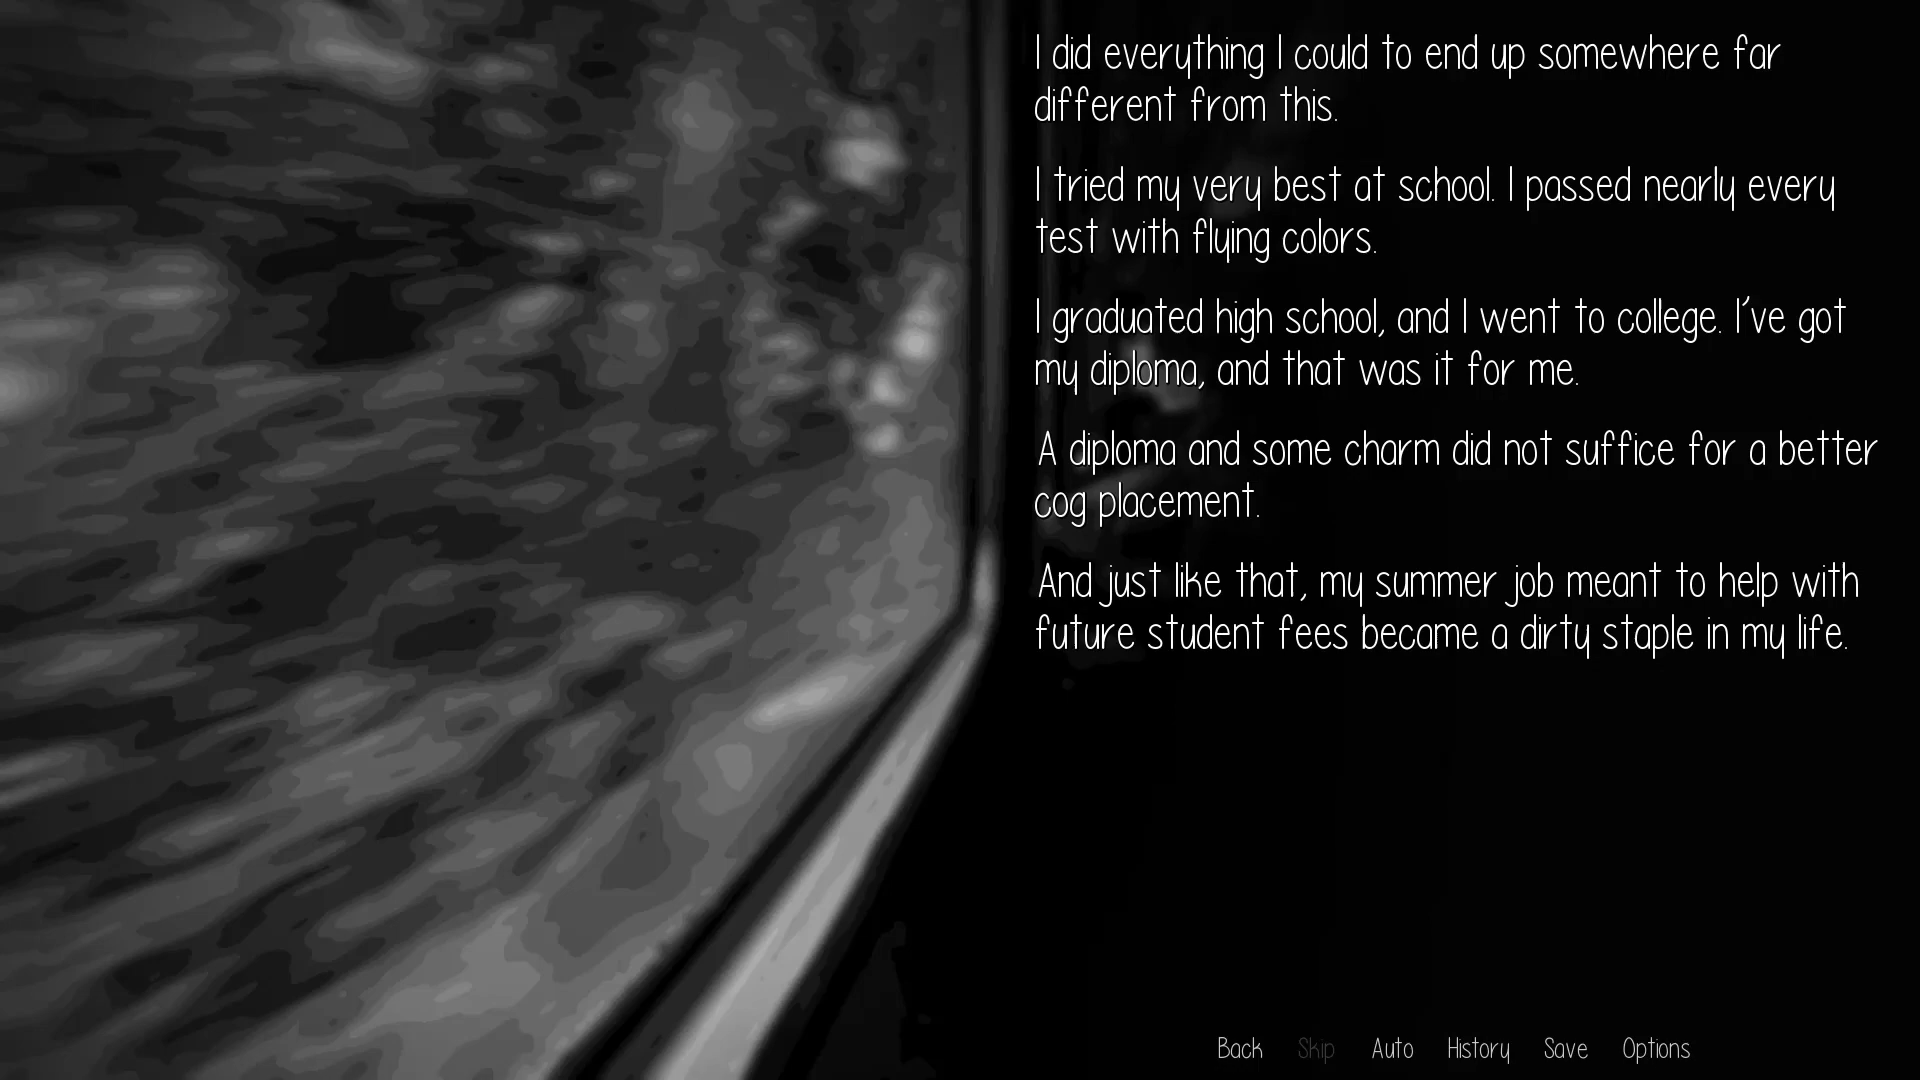 I did everything I could to end up somewhere far
different from this.
I tried my very best at school. I passed nearly every
test with flying colors.
I graduated high school, and I went to college. I've got
my diploma, and that was it for me.
A diploma and some charm did not suffice for a better
cog placement.
And just like that, my summer job meant to help with
future student fees became a dirty staple in my life.
Back Skip Auto History Save Options